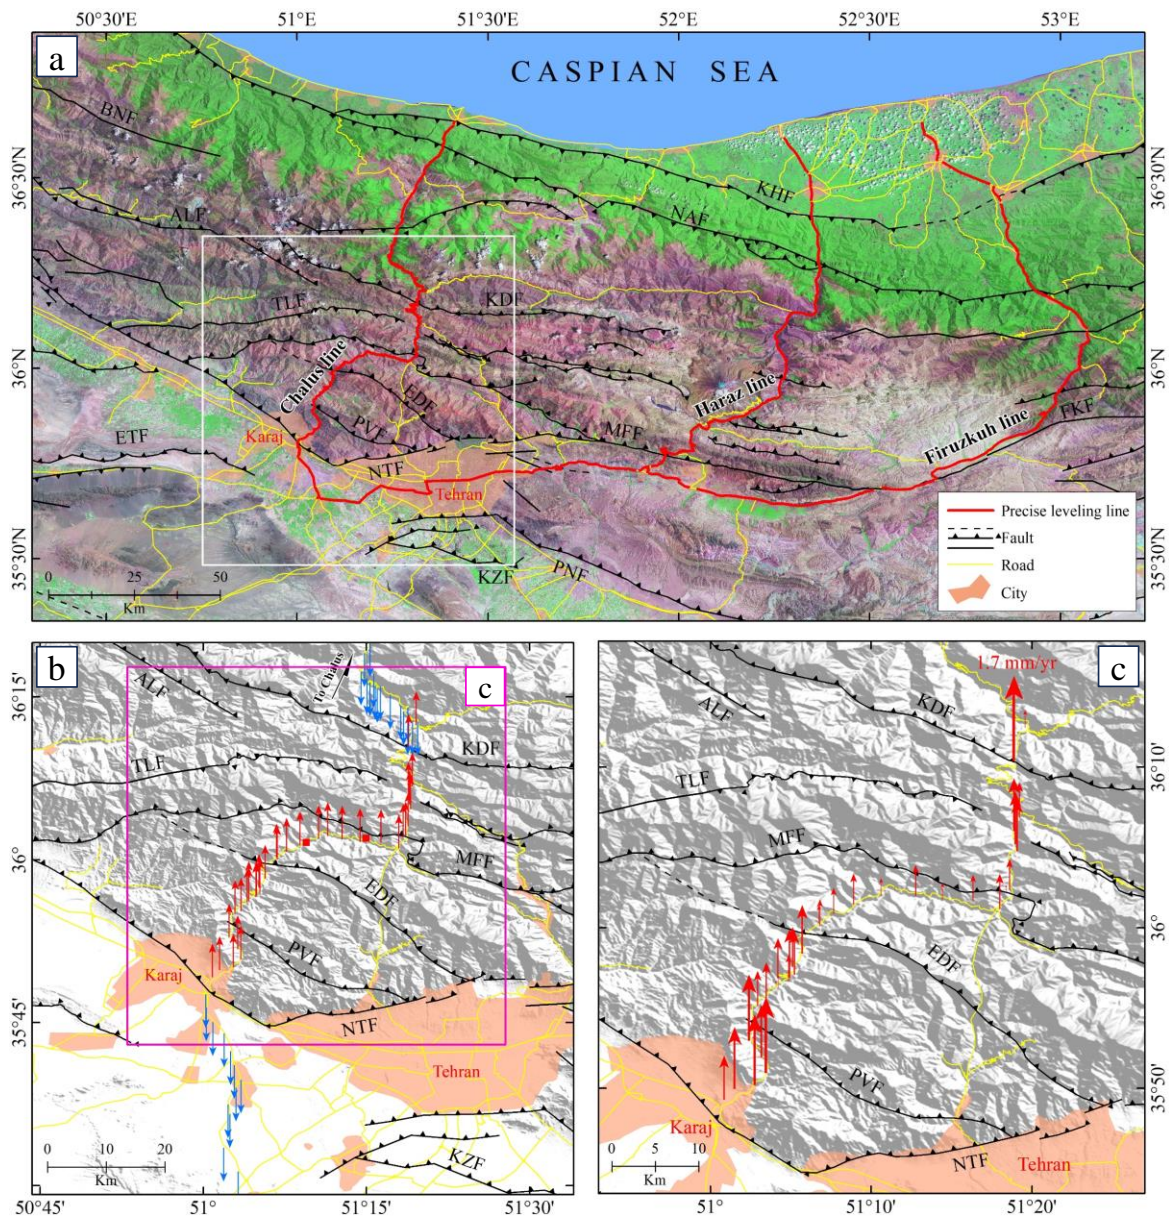 50°30'E
51°E
51°30'E
52°E
52°30'E
53°E
a
CASPIAN SEA
BNF
36°30'N
36°30'N
KHF
ALF
NAF
TLF
KDF
36°N
36°N
Chalus line
Haraz line
EDF
PVF
MFF
FKF
ETF
Karaj
Firuzkuh line
NTF
Tehran
Precise leveling line
Fault
Road
City
35°30'N
35°30'N
KZF
PNF
0 25 50
Km
b
To Chalus
c
36°15'
ALF
KDF
TLF
36°
MFF
EDF
PVF
Karaj
35°45'
NTF
Tehran
0 10 20
Km
KZF
50°45'
51°15'
51°15'
51°30'
c
1.7 mm/yr
KDF
ALF
36°10'
TLF
MFF
36°
EDF
PVF
35°50'
Karaj
0 5 10
Km
NTF
Tehran
51°
51°10'
51°20'